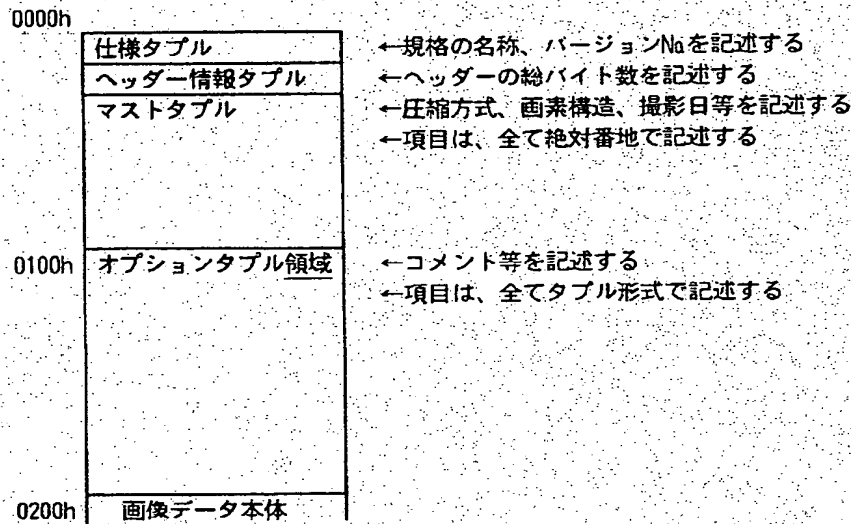 0000h
仕様タプル ←規格の名称、バージョン№を記述する
ヘッダー情報タプル ←ヘッダーの総バイト数を記述する
マストタプル ←圧縮方式、画素構造、撮影日等を記述する
←項目は、全て絶対番地で記述する
0100h オプションタプル領域 ←コメント等を記述する
←項目は、全てタプル形式で記述する
0200h 画像データ本体